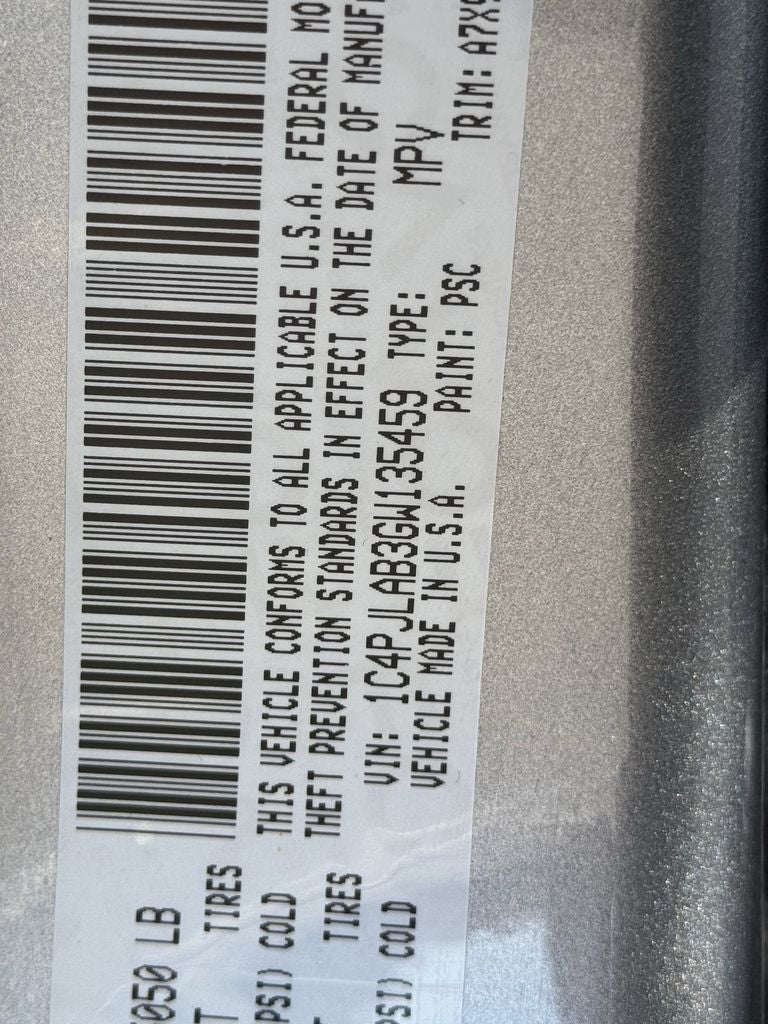 THIS VEHICLE CONFORMS TO ALL APPLICABLE U.S.A. FEDERAL MO
THEFT PREVENTION STANDARDS IN EFFECT ON THE DATE OF MANUF
VIN: 1C4PJLAB3GW135459 TYPE: MPV
VEHICLE MADE IN U.S.A. PAINT: PSC TRIM: A7X9
050 LB
T TIRES
PSI) COLD
TIRES
PSI) COLD